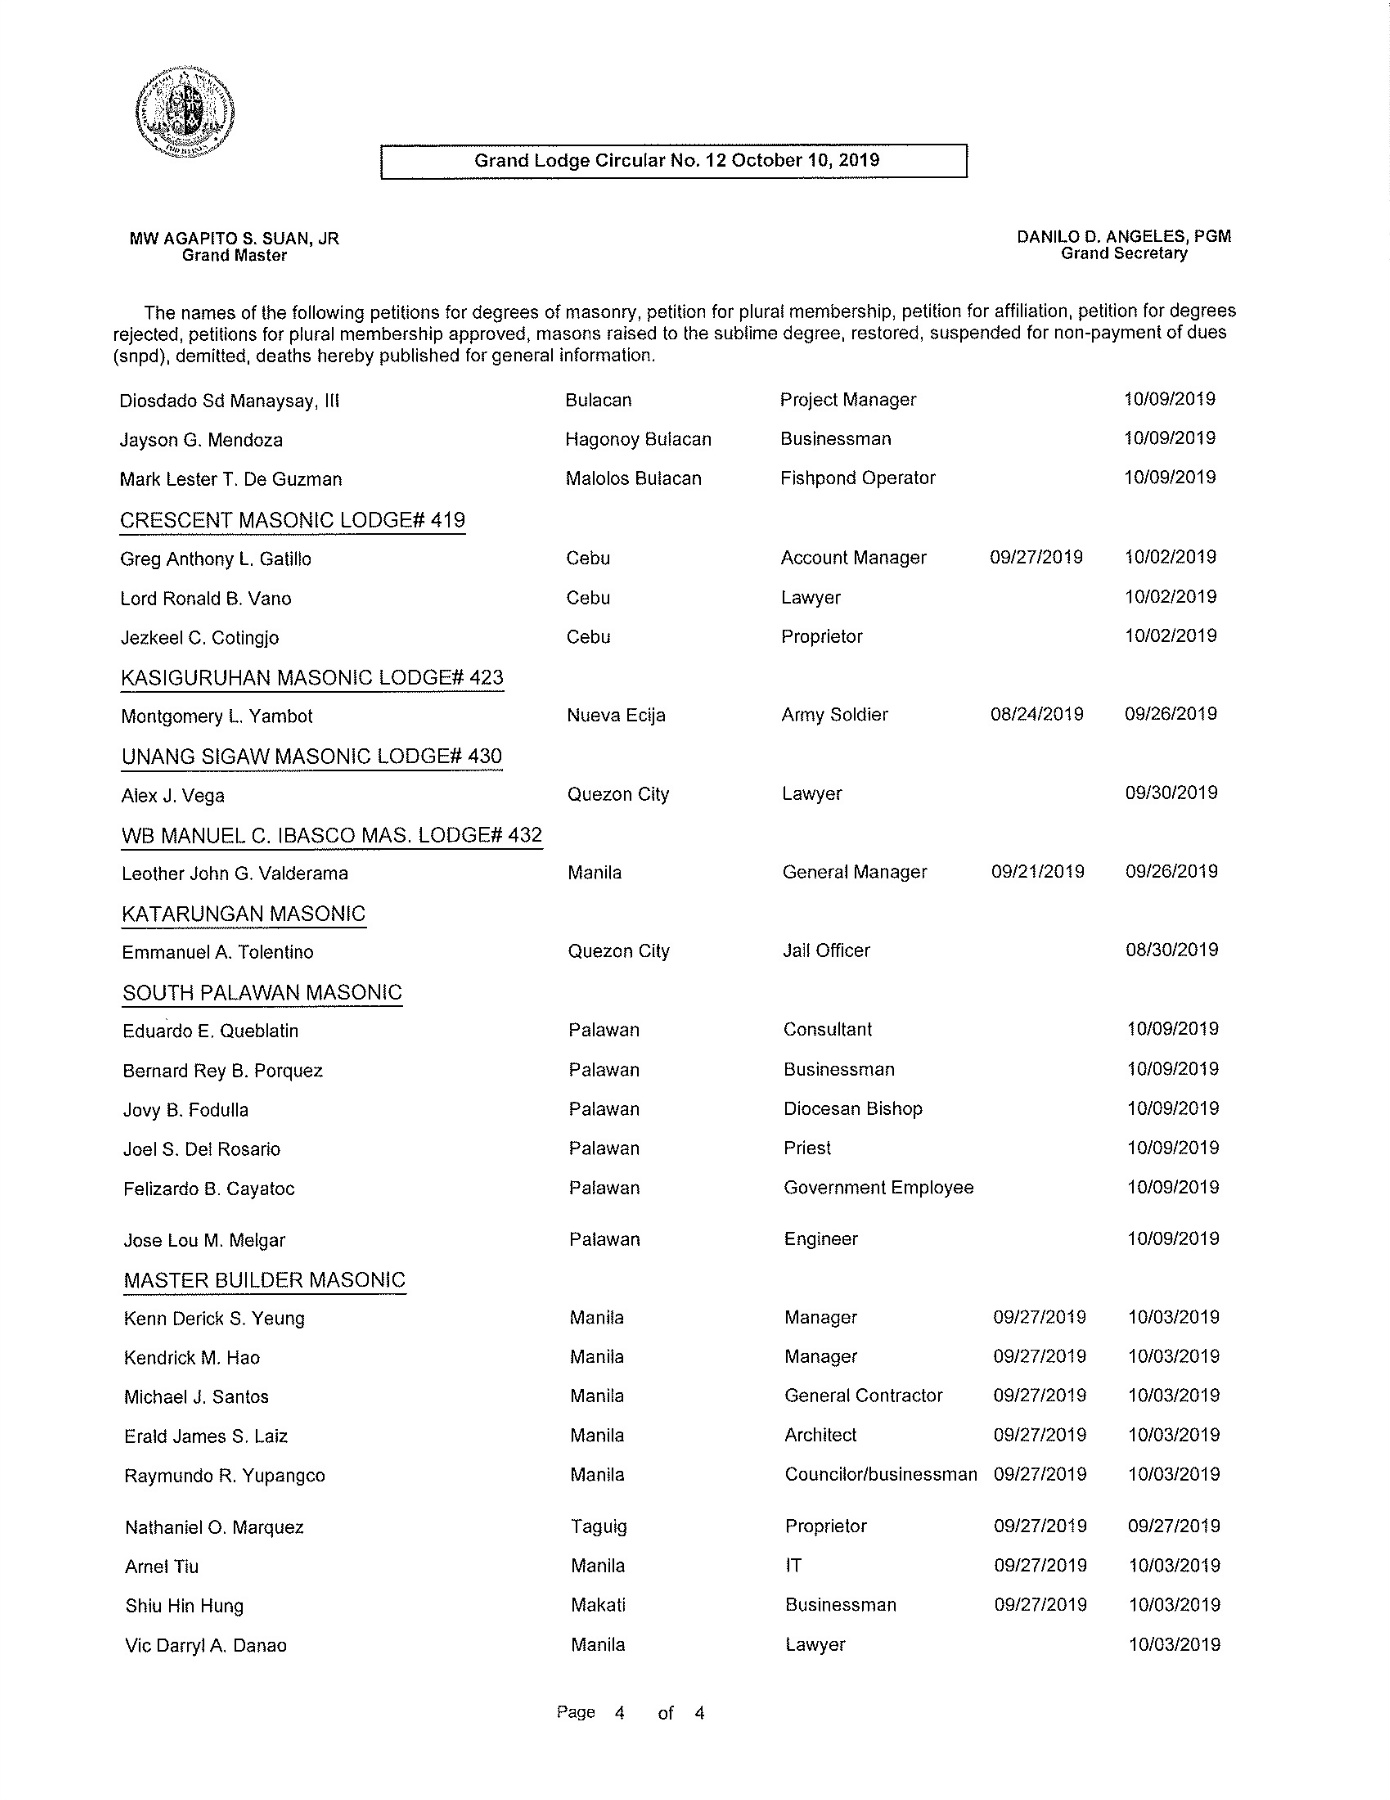 Grand Lodge Circular No. 12 October 10, 2019
MW AGAPITO S. SUAN, JR
Grand Master
DANILO D. ANGELES, PGM
Grand Secretary
The names of the following petitions for degrees of masonry, petition for plural membership, petition for affiliation, petition for degrees
rejected, petitions for plural membership approved, masons raised to the sublime degree, restored, suspended for non-payment of dues
(snpd), demitted, deaths hereby published for general information.
Diosdado Sd Manaysay, III Bulacan Project Manager 10/09/2019
Jayson G. Mendoza Hagonoy Bulacan Businessman 10/09/2019
Mark Lester T. De Guzman Malolos Bulacan Fishpond Operator 10/09/2019
CRESCENT MASONIC LODGE# 419
Greg Anthony L. Gatillo Cebu Account Manager 09/27/2019 10/02/2019
Lord Ronald B. Vano Cebu Lawyer 10/02/2019
Jezkeel C. Cotingjo Cebu Proprietor 10/02/2019
KASIGURUHAN MASONIC LODGE# 423
Montgomery L. Yambot Nueva Ecija Army Soldier 08/24/2019 09/26/2019
UNANG SIGAW MASONIC LODGE# 430
Alex J. Vega Quezon City Lawyer 09/30/2019
WB MANUEL C. IBASCO MAS. LODGE# 432
Leother John G. Valderama Manila General Manager 09/21/2019 09/26/2019
KATARUNGAN MASONIC
Emmanuel A. Tolentino Quezon City Jail Officer 08/30/2019
SOUTH PALAWAN MASONIC
Eduardo E. Queblatin Palawan Consultant 10/09/2019
Bernard Rey B. Porquez Palawan Businessman 10/09/2019
Jovy B. Fodulla Palawan Diocesan Bishop 10/09/2019
Joel S. Del Rosario Palawan Priest 10/09/2019
Felizardo B. Cayatoc Palawan Government Employee 10/09/2019
Jose Lou M. Melgar Palawan Engineer 10/09/2019
MASTER BUILDER MASONIC
Kenn Derick S. Yeung Manila Manager 09/27/2019 10/03/2019
Kendrick M. Hao Manila Manager 09/27/2019 10/03/2019
Michael J. Santos Manila General Contractor 09/27/2019 10/03/2019
Erald James S. Laiz Manila Architect 09/27/2019 10/03/2019
Raymundo R. Yupangco Manila Councilor/businessman 09/27/2019 10/03/2019
Nathaniel O. Marquez Taguig Proprietor 09/27/2019 09/27/2019
Arnel Tiu Manila IT 09/27/2019 10/03/2019
Shiu Hin Hung Makati Businessman 09/27/2019 10/03/2019
Vic Darryl A. Danao Manila Lawyer 10/03/2019
Page 4 of 4